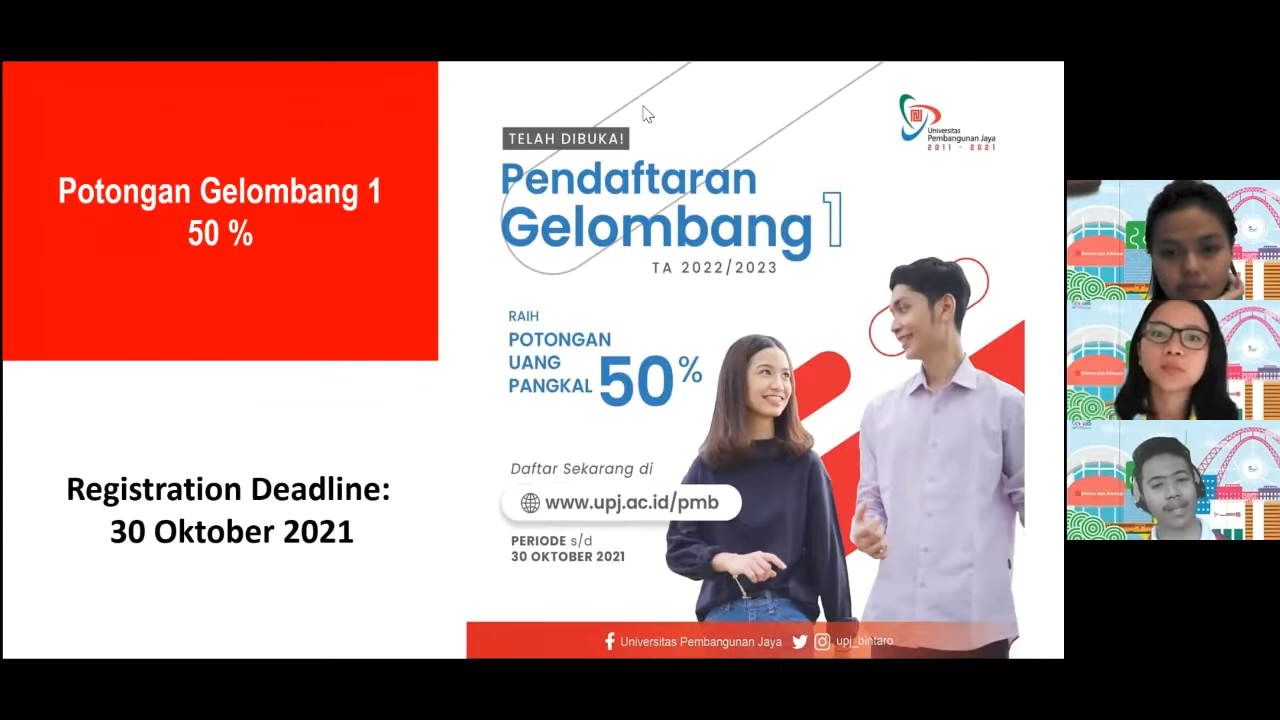 Potongan Gelombang 1
50 %
Registration Deadline:
30 Oktober 2021
Universitas
Pembangunan Jaya
2011 - 2021
TELAH DIBUKA!
Pendaftaran
Gelombang 1
TA 2022/2023
RAIH
POTONGAN
UANG
PANGKAL 50%
Daftar Sekarang di
www.upj.ac.id/pmb
PERIODE s/d
30 OKTOBER 2021
Universitas Pembangunan Jaya
upj_bintaro